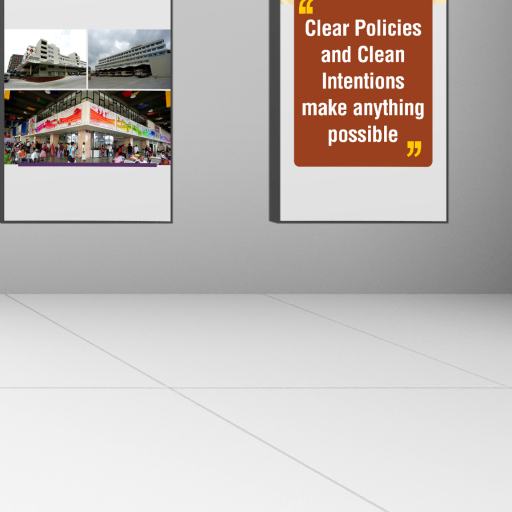 “
Clear Policies
and Clean
Intentions
make anything
possible
”